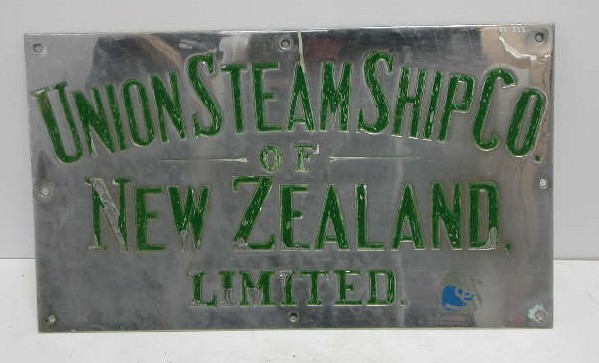 UNION STEAM SHIP CO.
OF
NEW ZEALAND.
LIMITED.